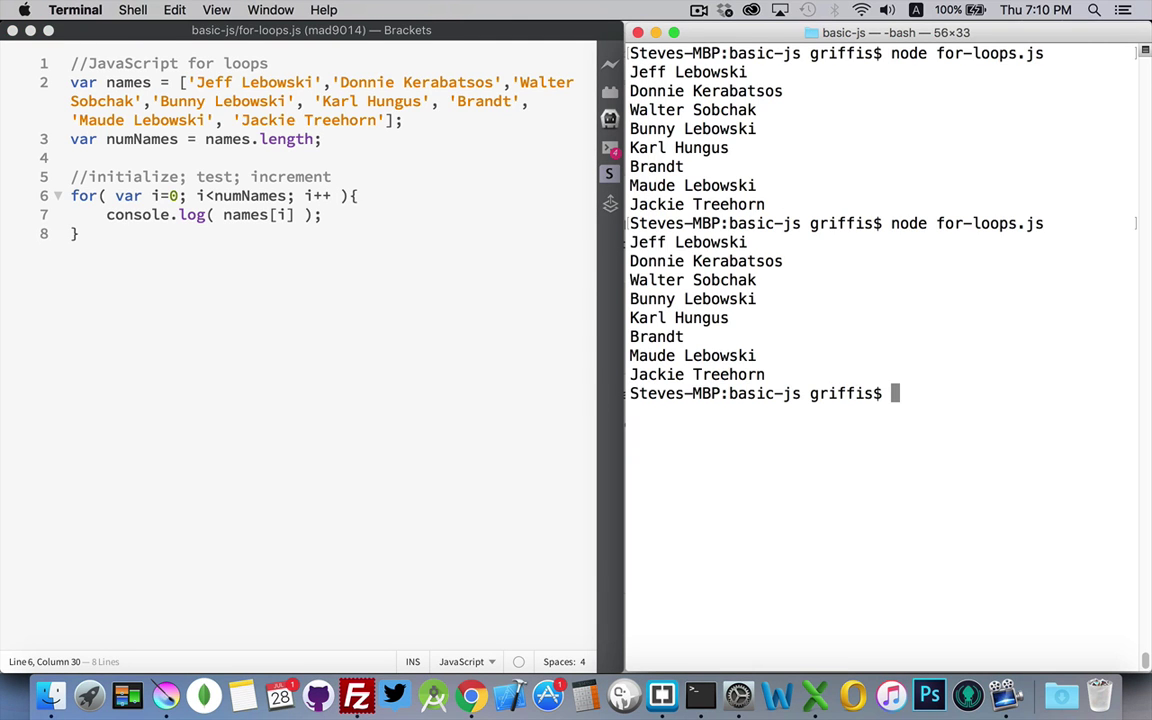 Terminal Shell Edit View Window Help 100% Thu 7:10 PM
basic-js/for-loops.js (mad9014) — Brackets
1 //JavaScript for loops
2 var names = ['Jeff Lebowski','Donnie Kerabatsos','Walter
Sobchak','Bunny Lebowski', 'Karl Hungus', 'Brandt',
'Maude Lebowski', 'Jackie Treehorn'];
3 var numNames = names.length;
4
5 //initialize; test; increment
6 for( var i=0; i<numNames; i++ ){
7 console.log( names[i] );
8 }
Line 6, Column 30 — 8 Lines
INS JavaScript Spaces: 4
basic-js — -bash — 56×33
Steves-MBP:basic-js griffis$ node for-loops.js
Jeff Lebowski
Donnie Kerabatsos
Walter Sobchak
Bunny Lebowski
Karl Hungus
Brandt
Maude Lebowski
Jackie Treehorn
Steves-MBP:basic-js griffis$ node for-loops.js
Jeff Lebowski
Donnie Kerabatsos
Walter Sobchak
Bunny Lebowski
Karl Hungus
Brandt
Maude Lebowski
Jackie Treehorn
Steves-MBP:basic-js griffis$